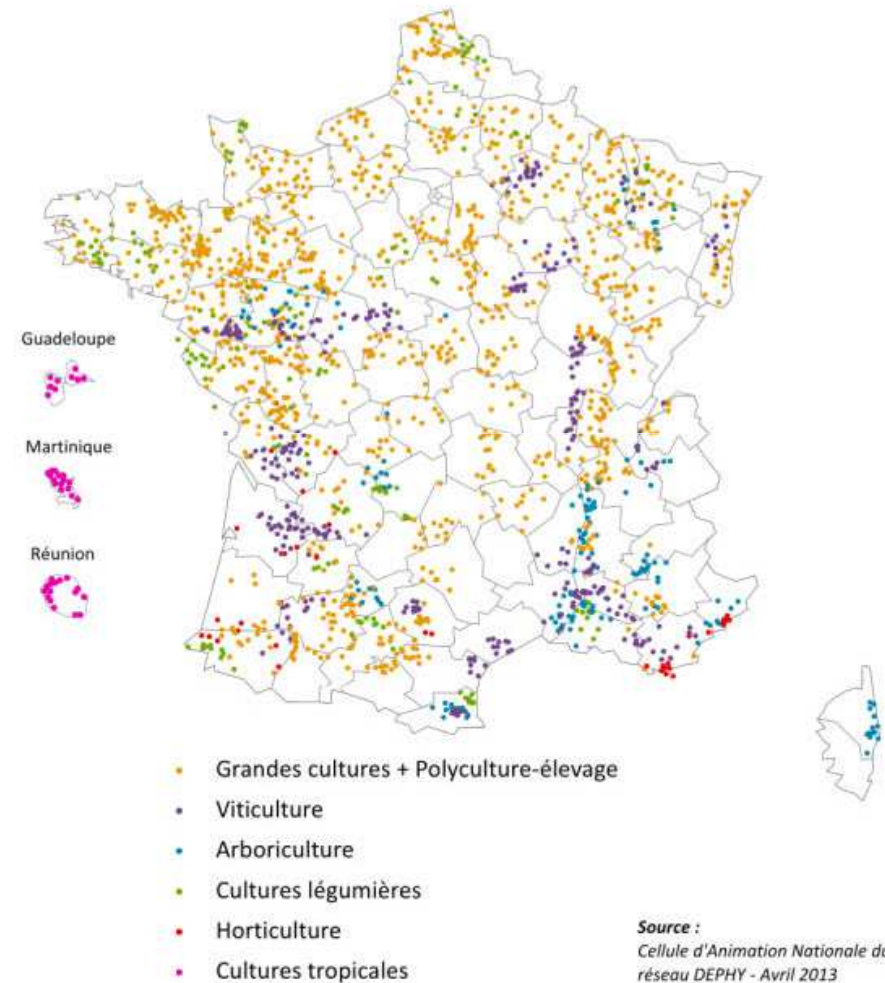 Guadeloupe
Martinique
Réunion
Grandes cultures + Polyculture-élevage
Viticulture
Arboriculture
Cultures légumières
Horticulture
Cultures tropicales
Source :
Cellule d'Animation Nationale du
réseau DEPHY - Avril 2013